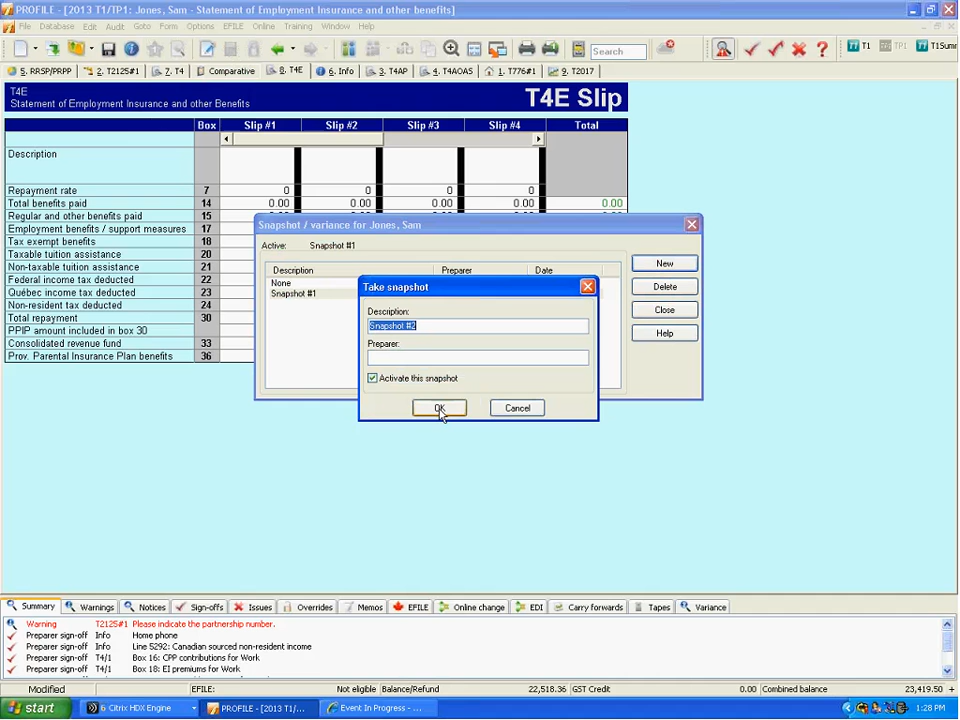 PROFILE - [2013 T1/TP1: Jones, Sam - Statement of Employment Insurance and other benefits]
File Database Edit Audit Goto Form Options EFILE Online Training Window Help
Search T1 TP1 T1Summ
5. RRSP/PRPP 2. T2125#1 7. T4 Comparative 8. T4E 6. Info 3. T4AP 4. T4AOAS 1. T776#1 9. T2017
T4E
Statement of Employment Insurance and other Benefits
T4E Slip
Box Slip #1 Slip #2 Slip #3 Slip #4 Total
Description
Repayment rate 7 0 0 0 0
Total benefits paid 14 0.00 0.00 0.00 0.00 0.00
Regular and other benefits paid 15
Employment benefits / support measures 17
Tax exempt benefits 18
Taxable tuition assistance 20
Non-taxable tuition assistance 21
Federal income tax deducted 22
Québec income tax deducted 23
Non-resident tax deducted 24
Total repayment 30
PPIP amount included in box 30
Consolidated revenue fund 33
Prov. Parental Insurance Plan benefits 36
Snapshot / variance for Jones, Sam
Active: Snapshot #1
Description Preparer Date
None
Snapshot #1
New
Delete
Close
Help
Take snapshot
Description:
Snapshot #2
Preparer:
Activate this snapshot
OK Cancel
Summary Warnings Notices Sign-offs Issues Overrides Memos EFILE Online change EDI Carry forwards Tapes Variance
Warning T2125#1 Please indicate the partnership number.
Preparer sign-off Info Home phone
Preparer sign-off Info Line 5292: Canadian sourced non-resident income
Preparer sign-off T4/1 Box 16: CPP contributions for Work
Preparer sign-off T4/1 Box 18: EI premiums for Work
Modified EFILE: Not eligible Balance/Refund 22,518.36 GST Credit 0.00 Combined balance 23,419.50
start 6 Citrix HDX Engine PROFILE - [2013 T1/... Event In Progress - ... 1:28 PM